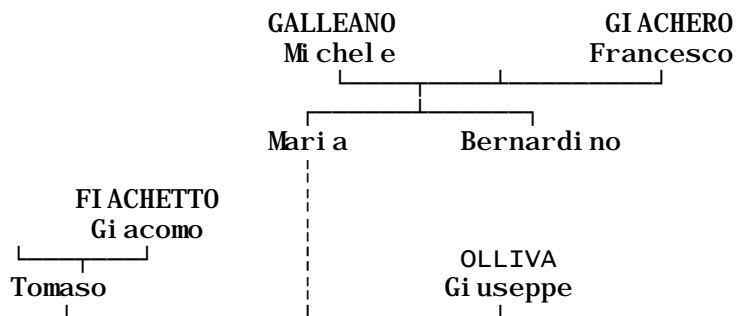 GALLEANO GIACHERO
Michele Francesco
Maria Bernardino
FIACHETTO
Giacomo
OLLIVA
Tomaso Giuseppe